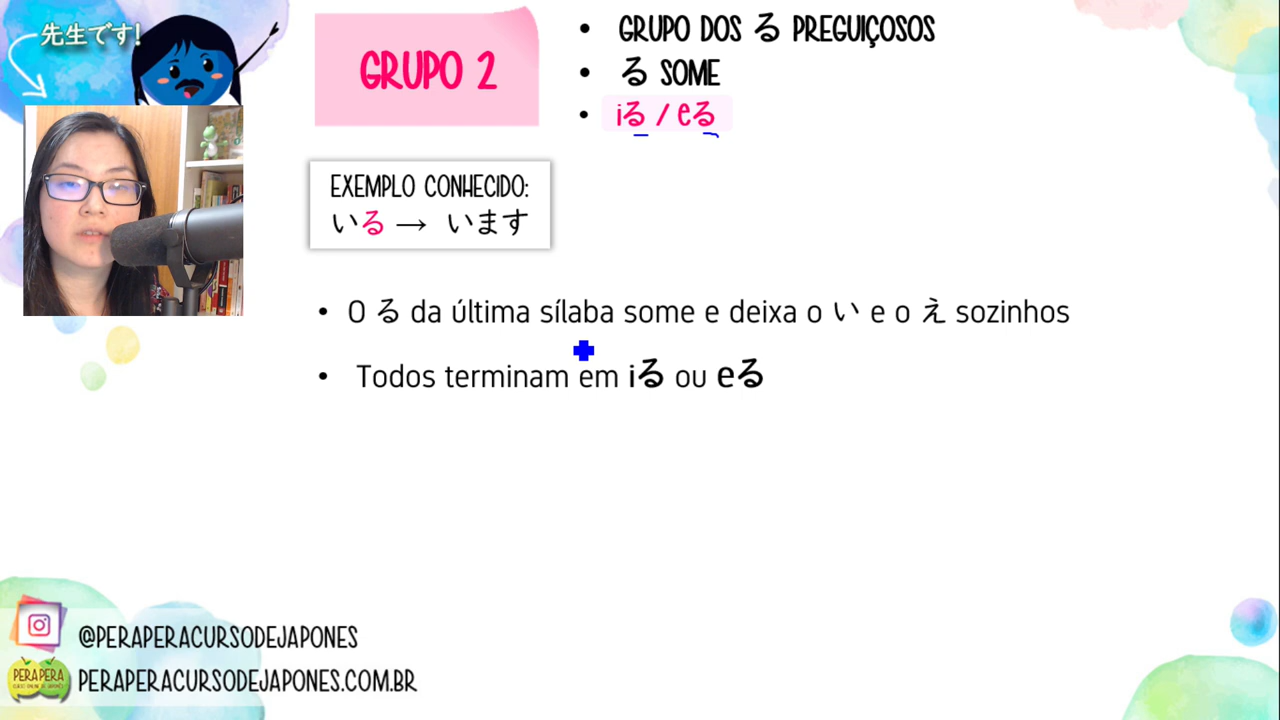 先生です!
GRUPO 2
• GRUPO DOS る PREGUIÇOSOS
• る SOME
• iる / eる
EXEMPLO CONHECIDO:
いる → います
• O る da última sílaba some e deixa o い e o え sozinhos
• Todos terminam em iる ou eる
@PERAPERACURSODEJAPONES
PERAPERA
PERAPERACURSODEJAPONES.COM.BR